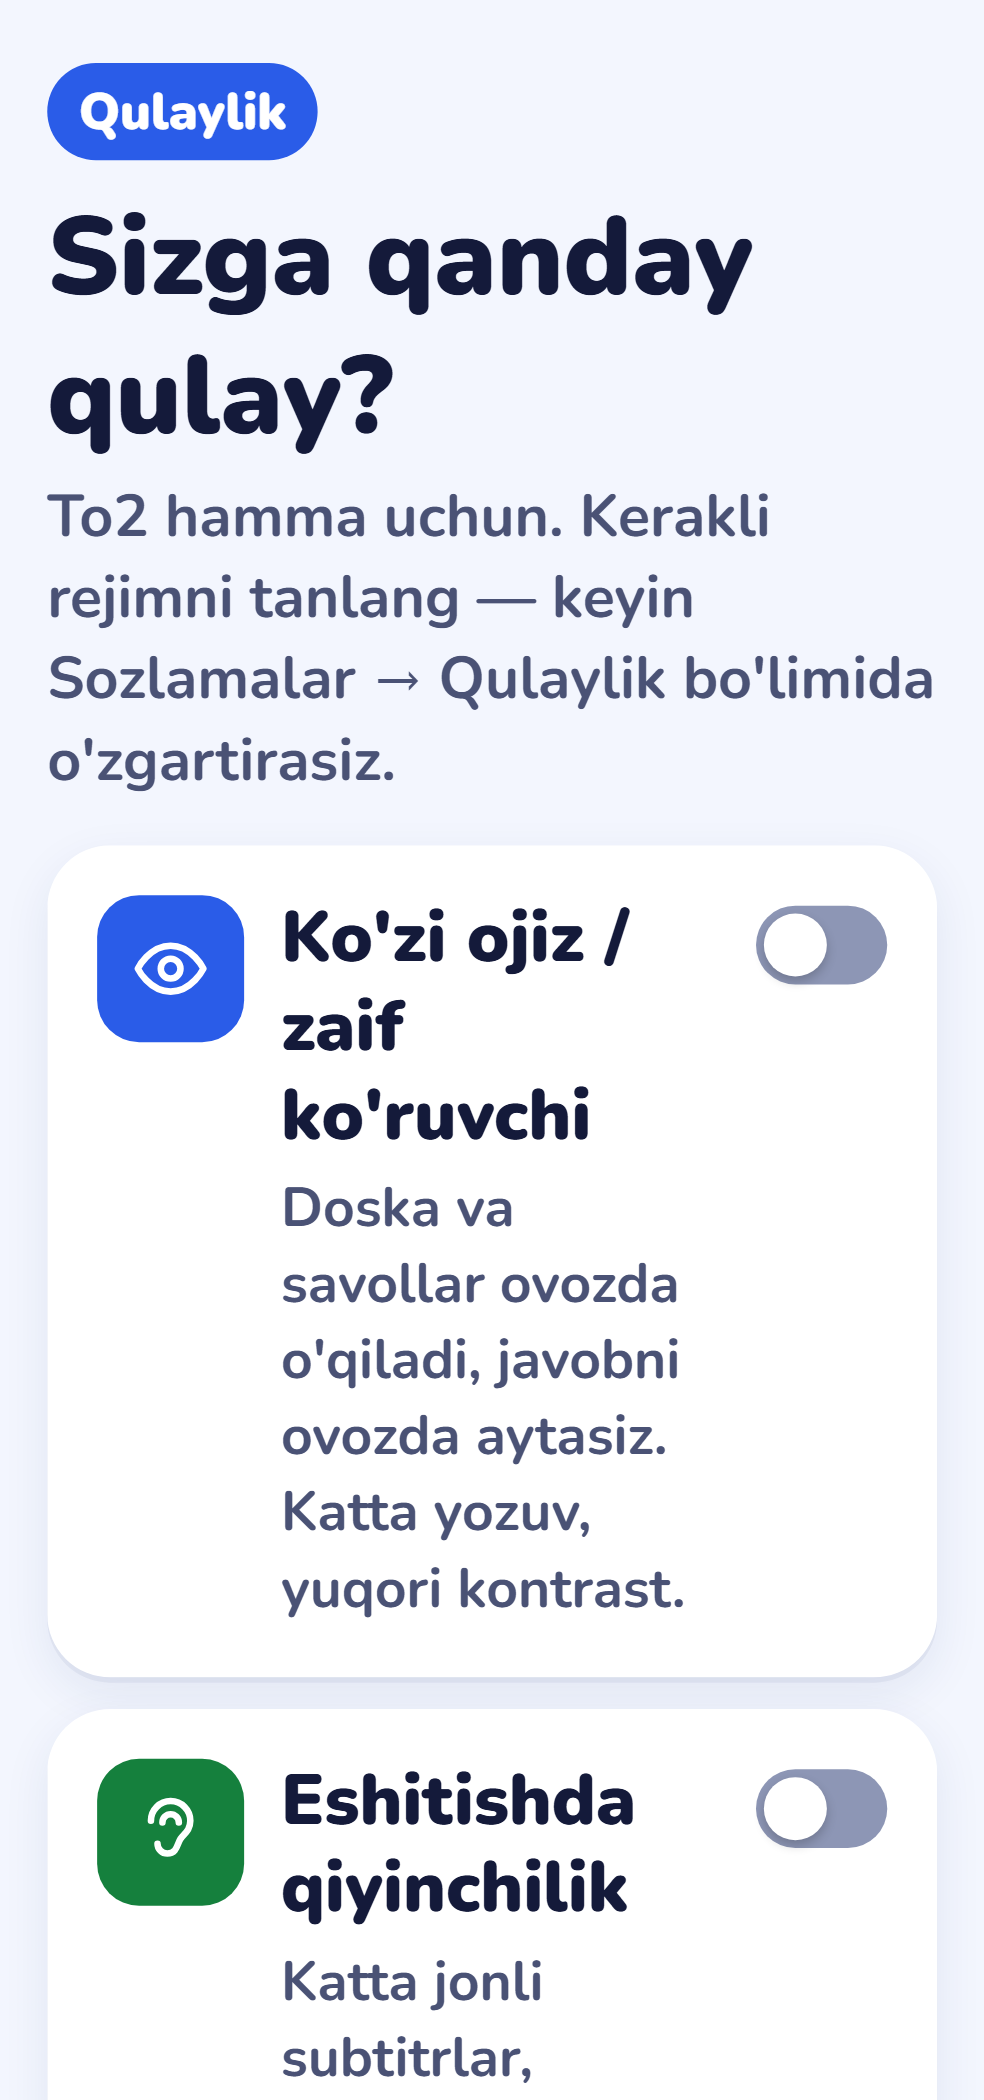 Qulaylik
Sizga qanday
qulay?
To2 hamma uchun. Kerakli
rejimni tanlang — keyin
Sozlamalar → Qulaylik bo'limida
o'zgartirasiz.
Ko'zi ojiz /
zaif
ko'ruvchi
Doska va
savollar ovozda
o'qiladi, javobni
ovozda aytasiz.
Katta yozuv,
yuqori kontrast.
Eshitishda
qiyinchilik
Katta jonli
subtitrlar,